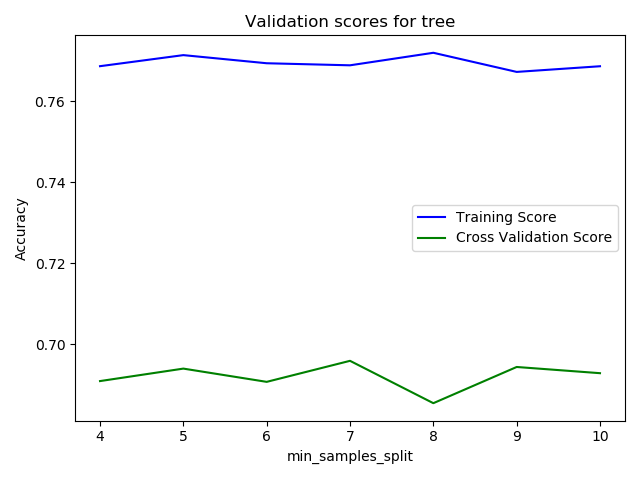 Validation scores for tree
Accuracy
0.76
0.74
0.72
0.70
Training Score
Cross Validation Score
4 5 6 7 8 9 10
min_samples_split